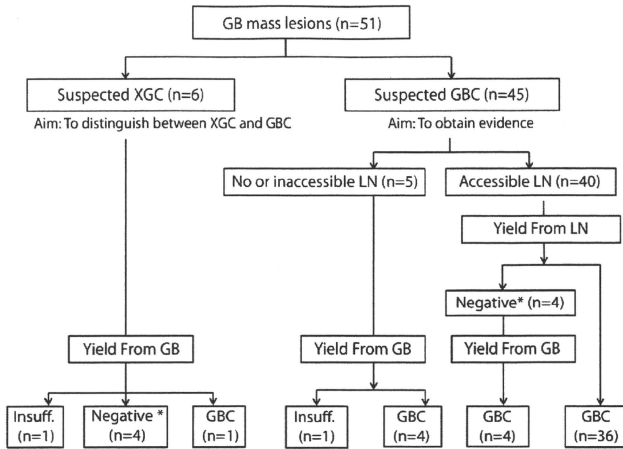 GB mass lesions (n=51)
Suspected XGC (n=6)
Suspected GBC (n=45)
Aim: To distinguish between XGC and GBC
Aim: To obtain evidence
No or inaccessible LN (n=5)
Accessible LN (n=40)
Yield From LN
Negative* (n=4)
Yield From GB
Yield From GB
Yield From GB
Insuff.
(n=1)
Negative *
(n=4)
GBC
(n=1)
Insuff.
(n=1)
GBC
(n=4)
GBC
(n=4)
GBC
(n=36)